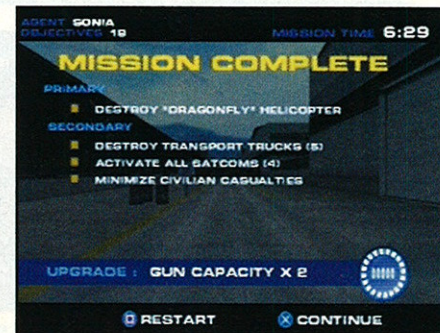 AGENT SONIA
OBJECTIVES 19
MISSION TIME 6:29
MISSION COMPLETE
PRIMARY
DESTROY "DRAGONFLY" HELICOPTER
SECONDARY
DESTROY TRANSPORT TRUCKS (5)
ACTIVATE ALL SATCOMS (4)
MINIMIZE CIVILIAN CASUALTIES
UPGRADE : GUN CAPACITY X 2
RESTART
CONTINUE